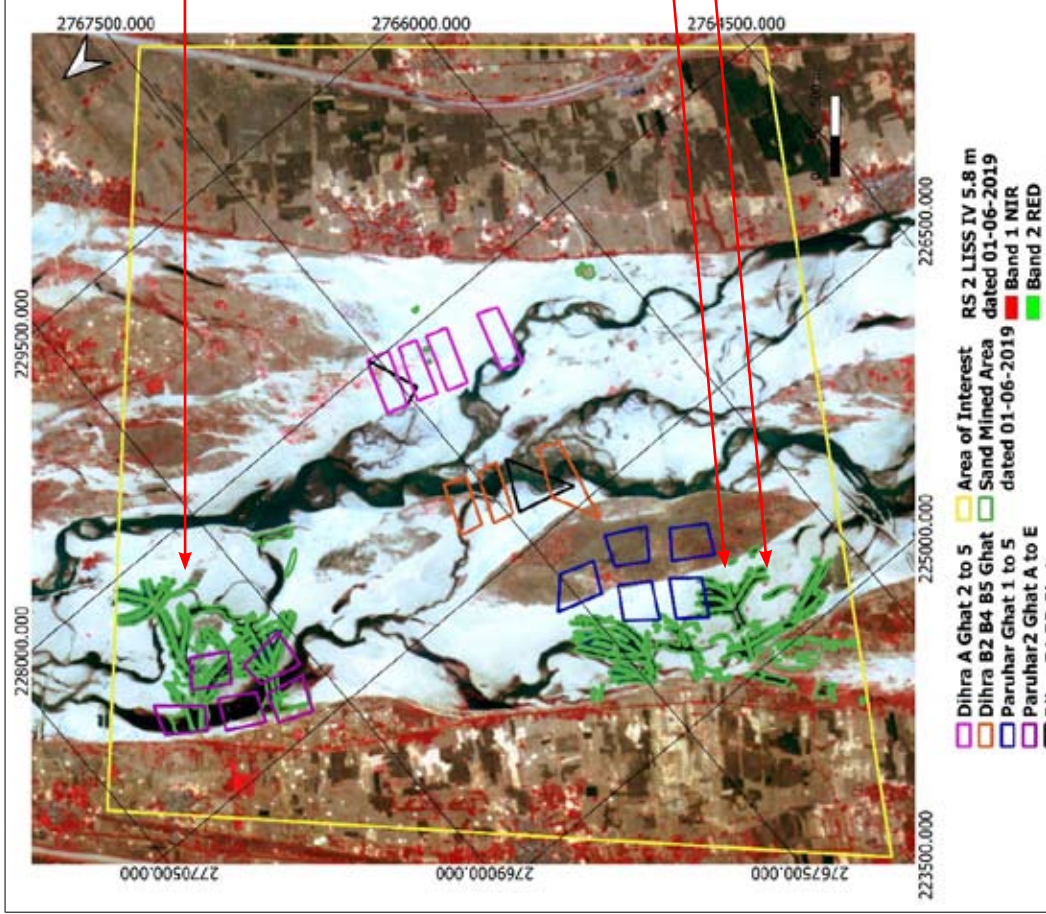 2767500.000
2766000.000
2764500.000
229500.000
228000.000
226500.000
225000.000
223500.000
2770500.000
2769000.000
2767500.000
Dihra A Ghat 2 to 5
Dihra B2 B4 B5 Ghat
Paruhar Ghat 1 to 5
Paruhar2 Ghat A to E
Area of Interest
Sand Mined Area
dated 01-06-2019
RS 2 LISS IV 5.8 m
dated 01-06-2019
Band 1 NIR
Band 2 RED